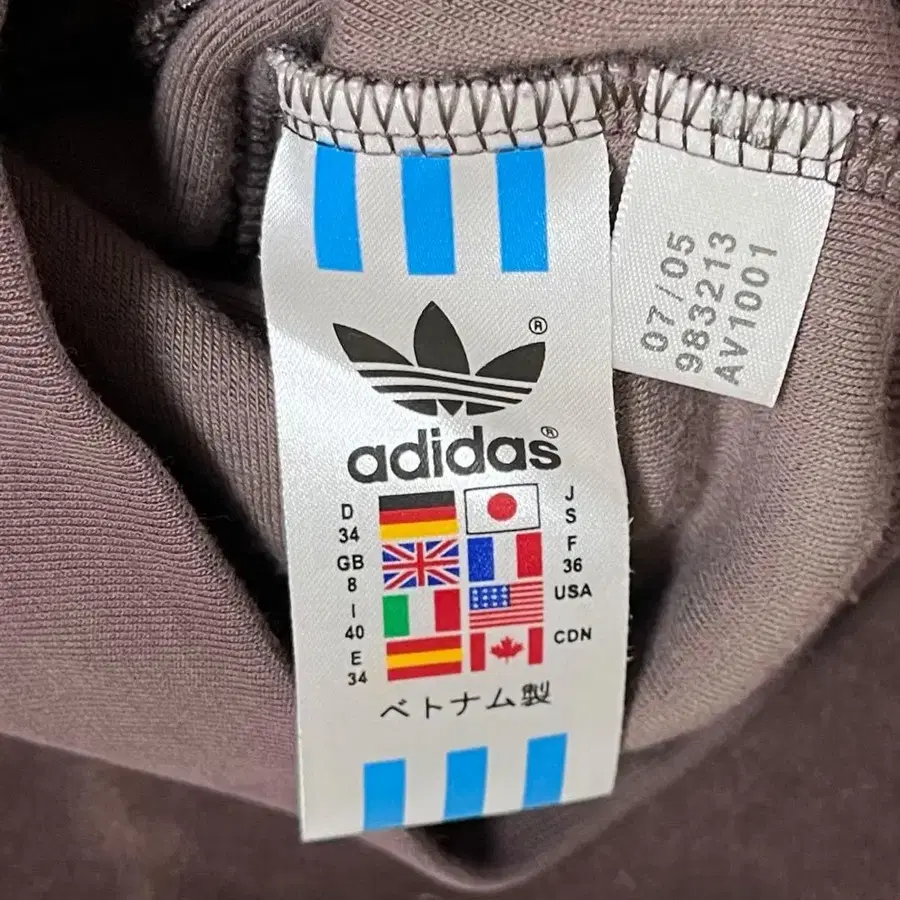 adidas®
D
34
GB
8
I
40
E
34
J
S
F
36
USA
CDN
ベトナム製
07/05
983213
AV1001